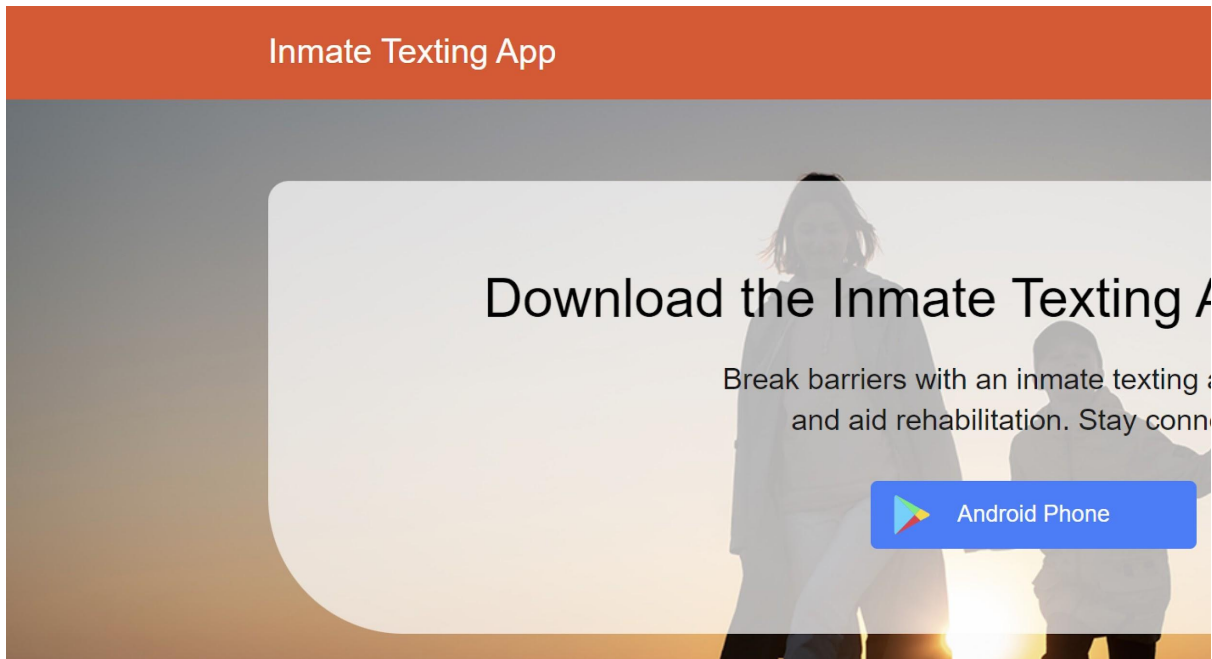 Inmate Texting App
Download the Inmate Texting
Break barriers with an inmate texting
and aid rehabilitation. Stay
Android Phone